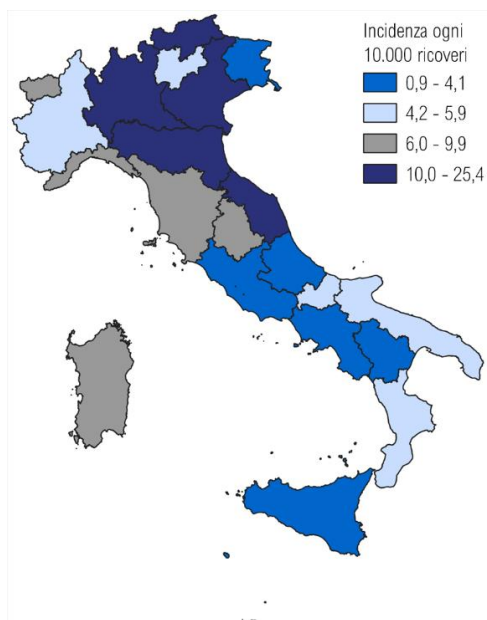 Incidenza ogni
10.000 ricoveri
0,9 - 4,1
4,2 - 5,9
6,0 - 9,9
10,0 - 25,4